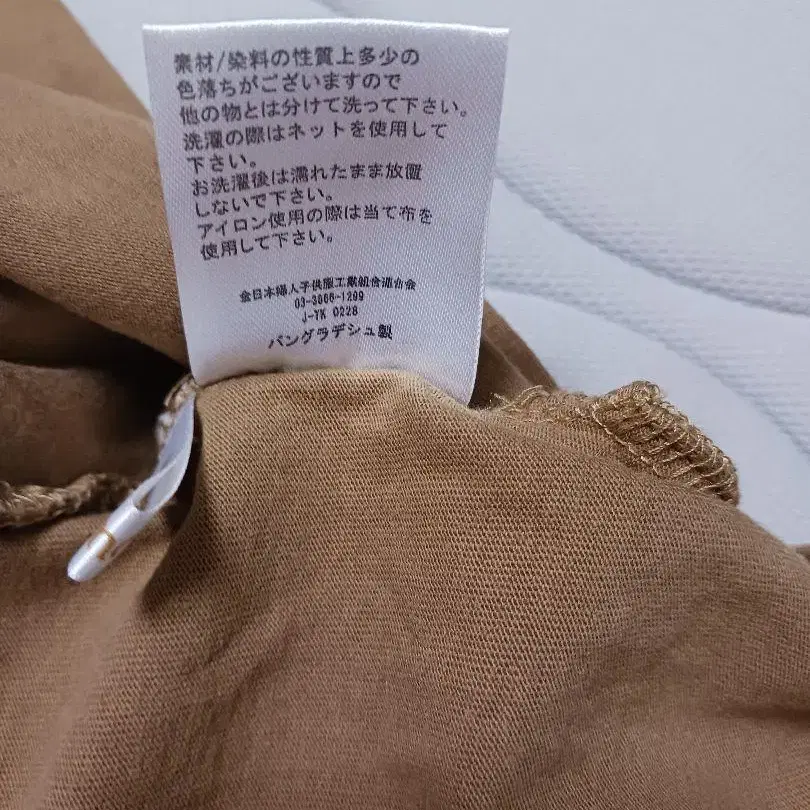 素材/染料の性質上多少の
色落ちがございますので
他の物とは分けて洗って下さい。
洗濯の際はネットを使用して
下さい。
お洗濯後は濡れたまま放置
しないで下さい。
アイロン使用の際は当て布を
使用して下さい。
全日本婦人子供服工業組合連合会
03-3666-1299
J-TK 0228
バングラデシュ製